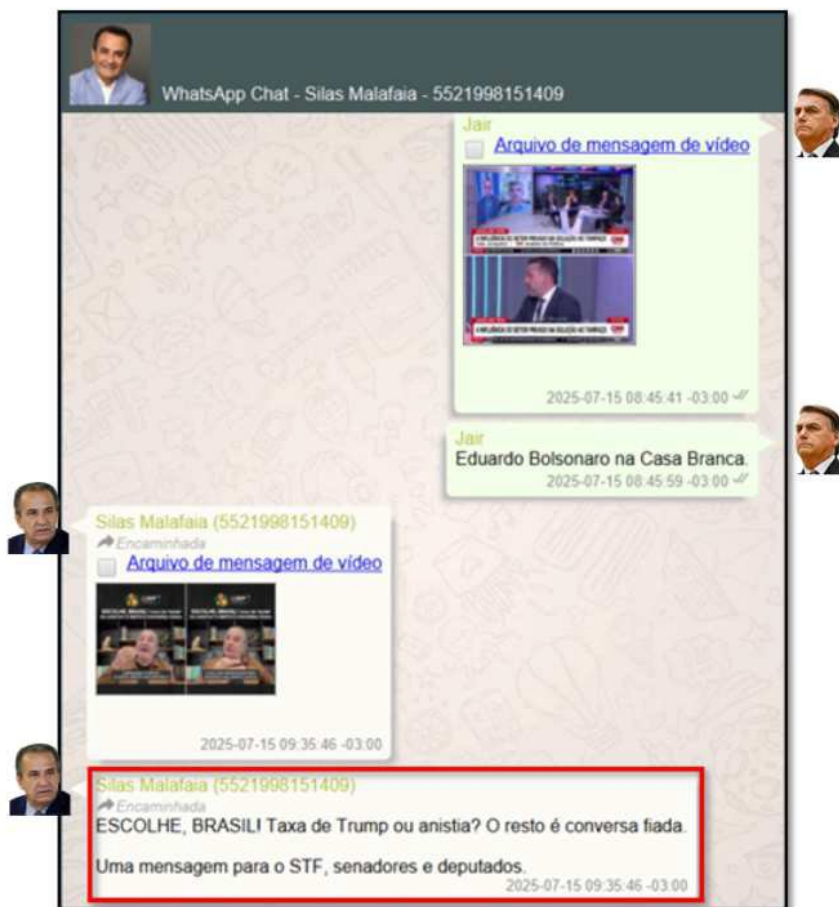 WhatsApp Chat - Silas Malafaia - 5521998151409
Jair
Arquivo de mensagem de vídeo
2025-07-15 08:45:41 -03:00
Jair
Eduardo Bolsonaro na Casa Branca.
2025-07-15 08:45:59 -03:00
Silas Malafaia (5521998151409)
Encaminhada
Arquivo de mensagem de vídeo
ESCOLHE, BRASIL!
2025-07-15 09:35:46 -03:00
Silas Malafaia (5521998151409)
Encaminhada
ESCOLHE, BRASIL! Taxa de Trump ou anistia? O resto é conversa fiada.
Uma mensagem para o STF, senadores e deputados.
2025-07-15 09:35:46 -03:00